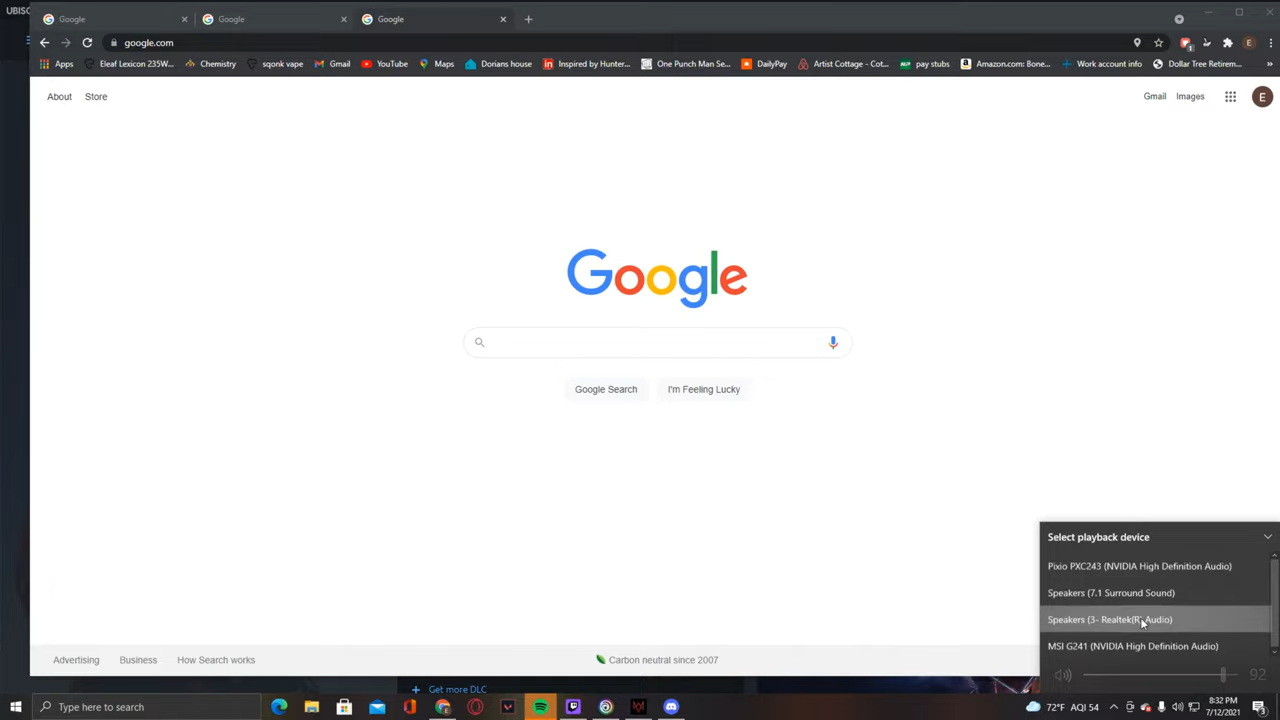 UBISO
Google
Google
Google
google.com
Apps
Eleaf Lexicon 235W...
Chemistry
sqonk vape
Gmail
YouTube
Maps
Dorians house
Inspired by Hunter...
One Punch Man Se...
DailyPay
Artist Cottage - Cot...
pay stubs
Amazon.com: Bone...
Work account info
Dollar Tree Retirem...
»
About
Store
Gmail
Images
E
Google
Google Search
I'm Feeling Lucky
Select playback device
Pixio PXC243 (NVIDIA High Definition Audio)
Speakers (7.1 Surround Sound)
Speakers (3- Realtek(R) Audio)
MSI G241 (NVIDIA High Definition Audio)
92
Advertising
Business
How Search works
Carbon neutral since 2007
+ Get more DLC
Type here to search
72°F AQI 54
8:32 PM
7/12/2021
3